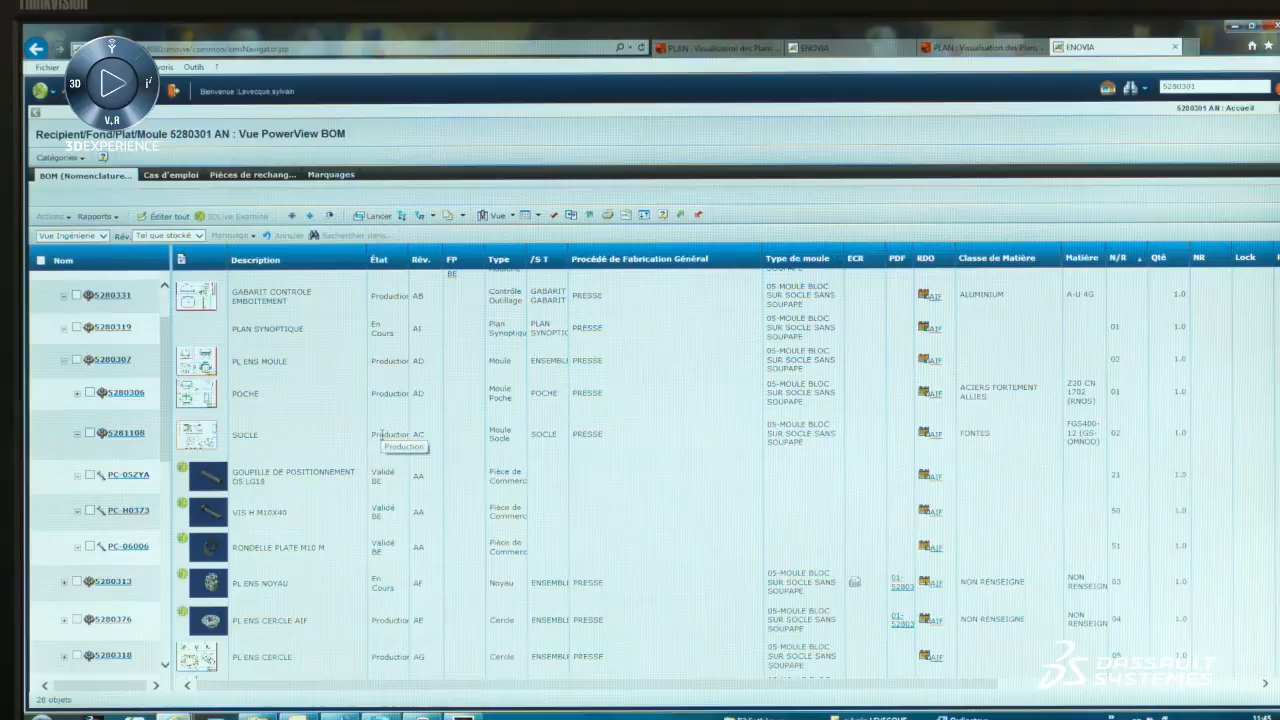 ThinkVision
enovia/common/emxNavigator.jsp
PLAN : Visualisation des Plans
ENOVIA
PLAN : Visualisation des Plans
ENOVIA
Fichier
Outils ?
3D
V,R
3DEXPERIENCE
Bienvenue :Levecque,sylvain
5280301
5280301 AN : Accueil
Recipient/Fond/Plat/Moule 5280301 AN : Vue PowerView BOM
Catégories
BOM (Nomenclature... Cas d'emploi Pièces de rechang... Marquages
Actions Rapports Éditer tout 3DLive Examine Lancer Vue
Vue Ingénierie Rév. Tel que stocké Marquage Annuler Rechercher dans
Nom Description État Rév. FP Type /S T Procédé de Fabrication Général Type de moule ECR PDF RDO Classe de Matière Matière N/R Qté NR Lock
BE SOUPAPE
5280331 GABARIT CONTROLE EMBOITEMENT Production AB Contrôle Outillage GABARIT GABARIT PRESSE 05-MOULE BLOC SUR SOCLE SANS SOUPAPE AIF ALUMINIUM A-U 4G 1.0
5280319 PLAN SYNOPTIQUE En Cours AI Plan Synoptiqu PLAN SYNOPTIC PRESSE 05-MOULE BLOC SUR SOCLE SANS SOUPAPE AIF 01 1.0
5280307 PL ENS MOULE Production AD Moule ENSEMBL PRESSE 05-MOULE BLOC SUR SOCLE SANS SOUPAPE AIF 02 1.0
5280306 POCHE Production AD Moule Poche POCHE PRESSE 05-MOULE BLOC SUR SOCLE SANS SOUPAPE AIF ACIERS FORTEMENT ALLIES Z20 CN 1702 (RNOS) 01 1.0
5281108 SOCLE Production AC Moule Socle SOCLE PRESSE 05-MOULE BLOC SUR SOCLE SANS SOUPAPE AIF FONTES FGS400-12 (GS-OMNOD) 02 1.0
Production
PC-05ZYA GOUPILLE DE POSITIONNEMENT DS LG18 Validé BE AA Pièce de Commerc AIF 21 1.0
PC-H0373 VIS H M10X40 Validé BE AA Pièce de Commerc AIF 50 1.0
PC-06006 RONDELLE PLATE M10 M Validé BE AA Pièce de Commerc AIF 51 1.0
5280313 PL ENS NOYAU En Cours AF Noyau ENSEMBL PRESSE 05-MOULE BLOC SUR SOCLE SANS SOUPAPE 01-52803 AIF NON RENSEIGNE NON RENSEIGN 03 1.0
5280376 PL ENS CERCLE AIF Production AE Cercle ENSEMBL PRESSE 05-MOULE BLOC SUR SOCLE SANS SOUPAPE 01-52803 AIF NON RENSEIGNE NON RENSEIGN 04 1.0
5280318 PL ENS CERCLE Production AG Cercle ENSEMBL PRESSE 05-MOULE BLOC SUR SOCLE SANS SOUPAPE AIF 05 1.0
DASSAULT
SYSTEMES
28 objets
11:45